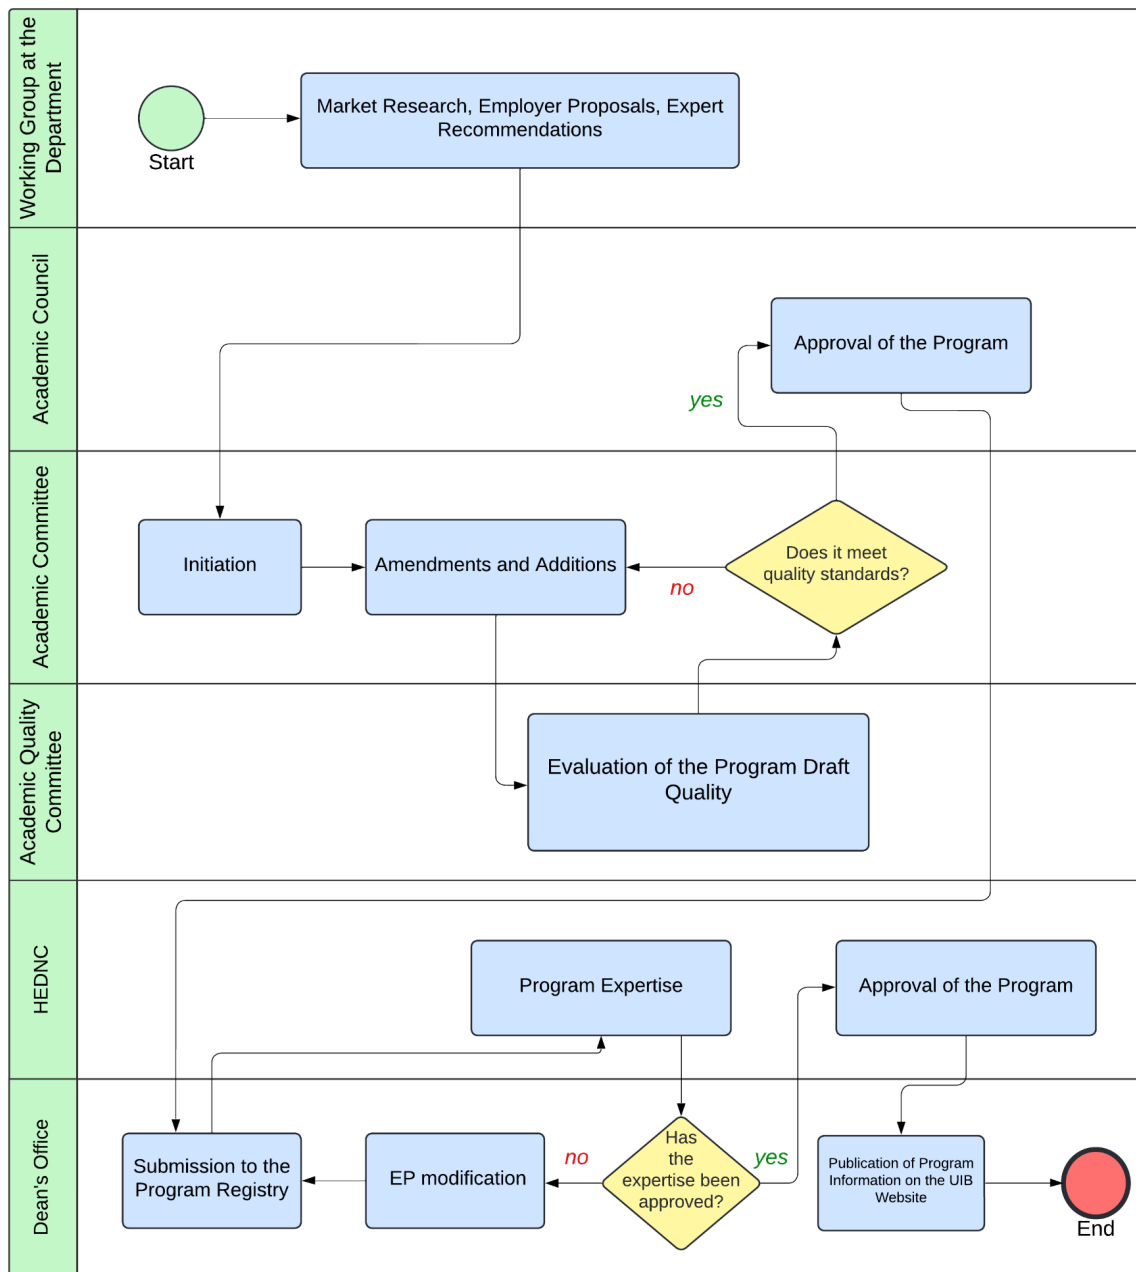 Working Group at the
Department
Start
Market Research, Employer Proposals, Expert
Recommendations
Academic Council
Approval of the Program
yes
Academic Committee
Initiation
Amendments and Additions
no
Does it meet
quality standards?
Academic Quality
Committee
Evaluation of the Program Draft
Quality
HEDNC
Program Expertise
Approval of the Program
Dean's Office
Submission to the
Program Registry
EP modification
no
Has
the
expertise been
approved?
yes
Publication of Program
Information on the UIB
Website
End